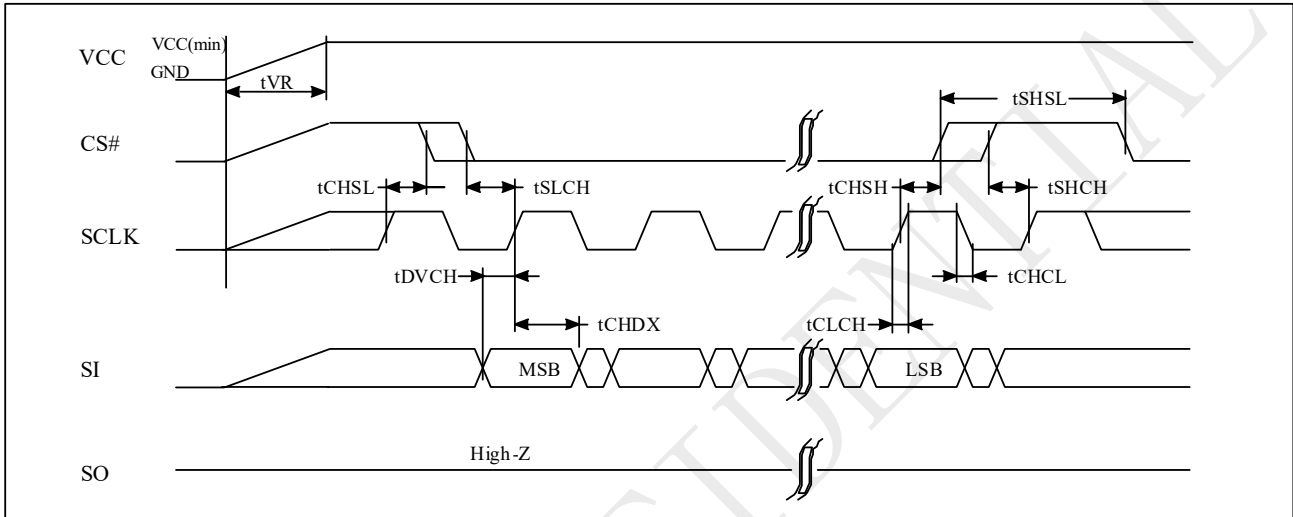 VCC
VCC(min)
GND
tVR
CS#
tSHSL
tCHSL
tSLCH
tCHSH
tSHCH
SCLK
tDVCH
tCHCL
tCHDX
tCLCH
SI
MSB
LSB
SO
High-Z